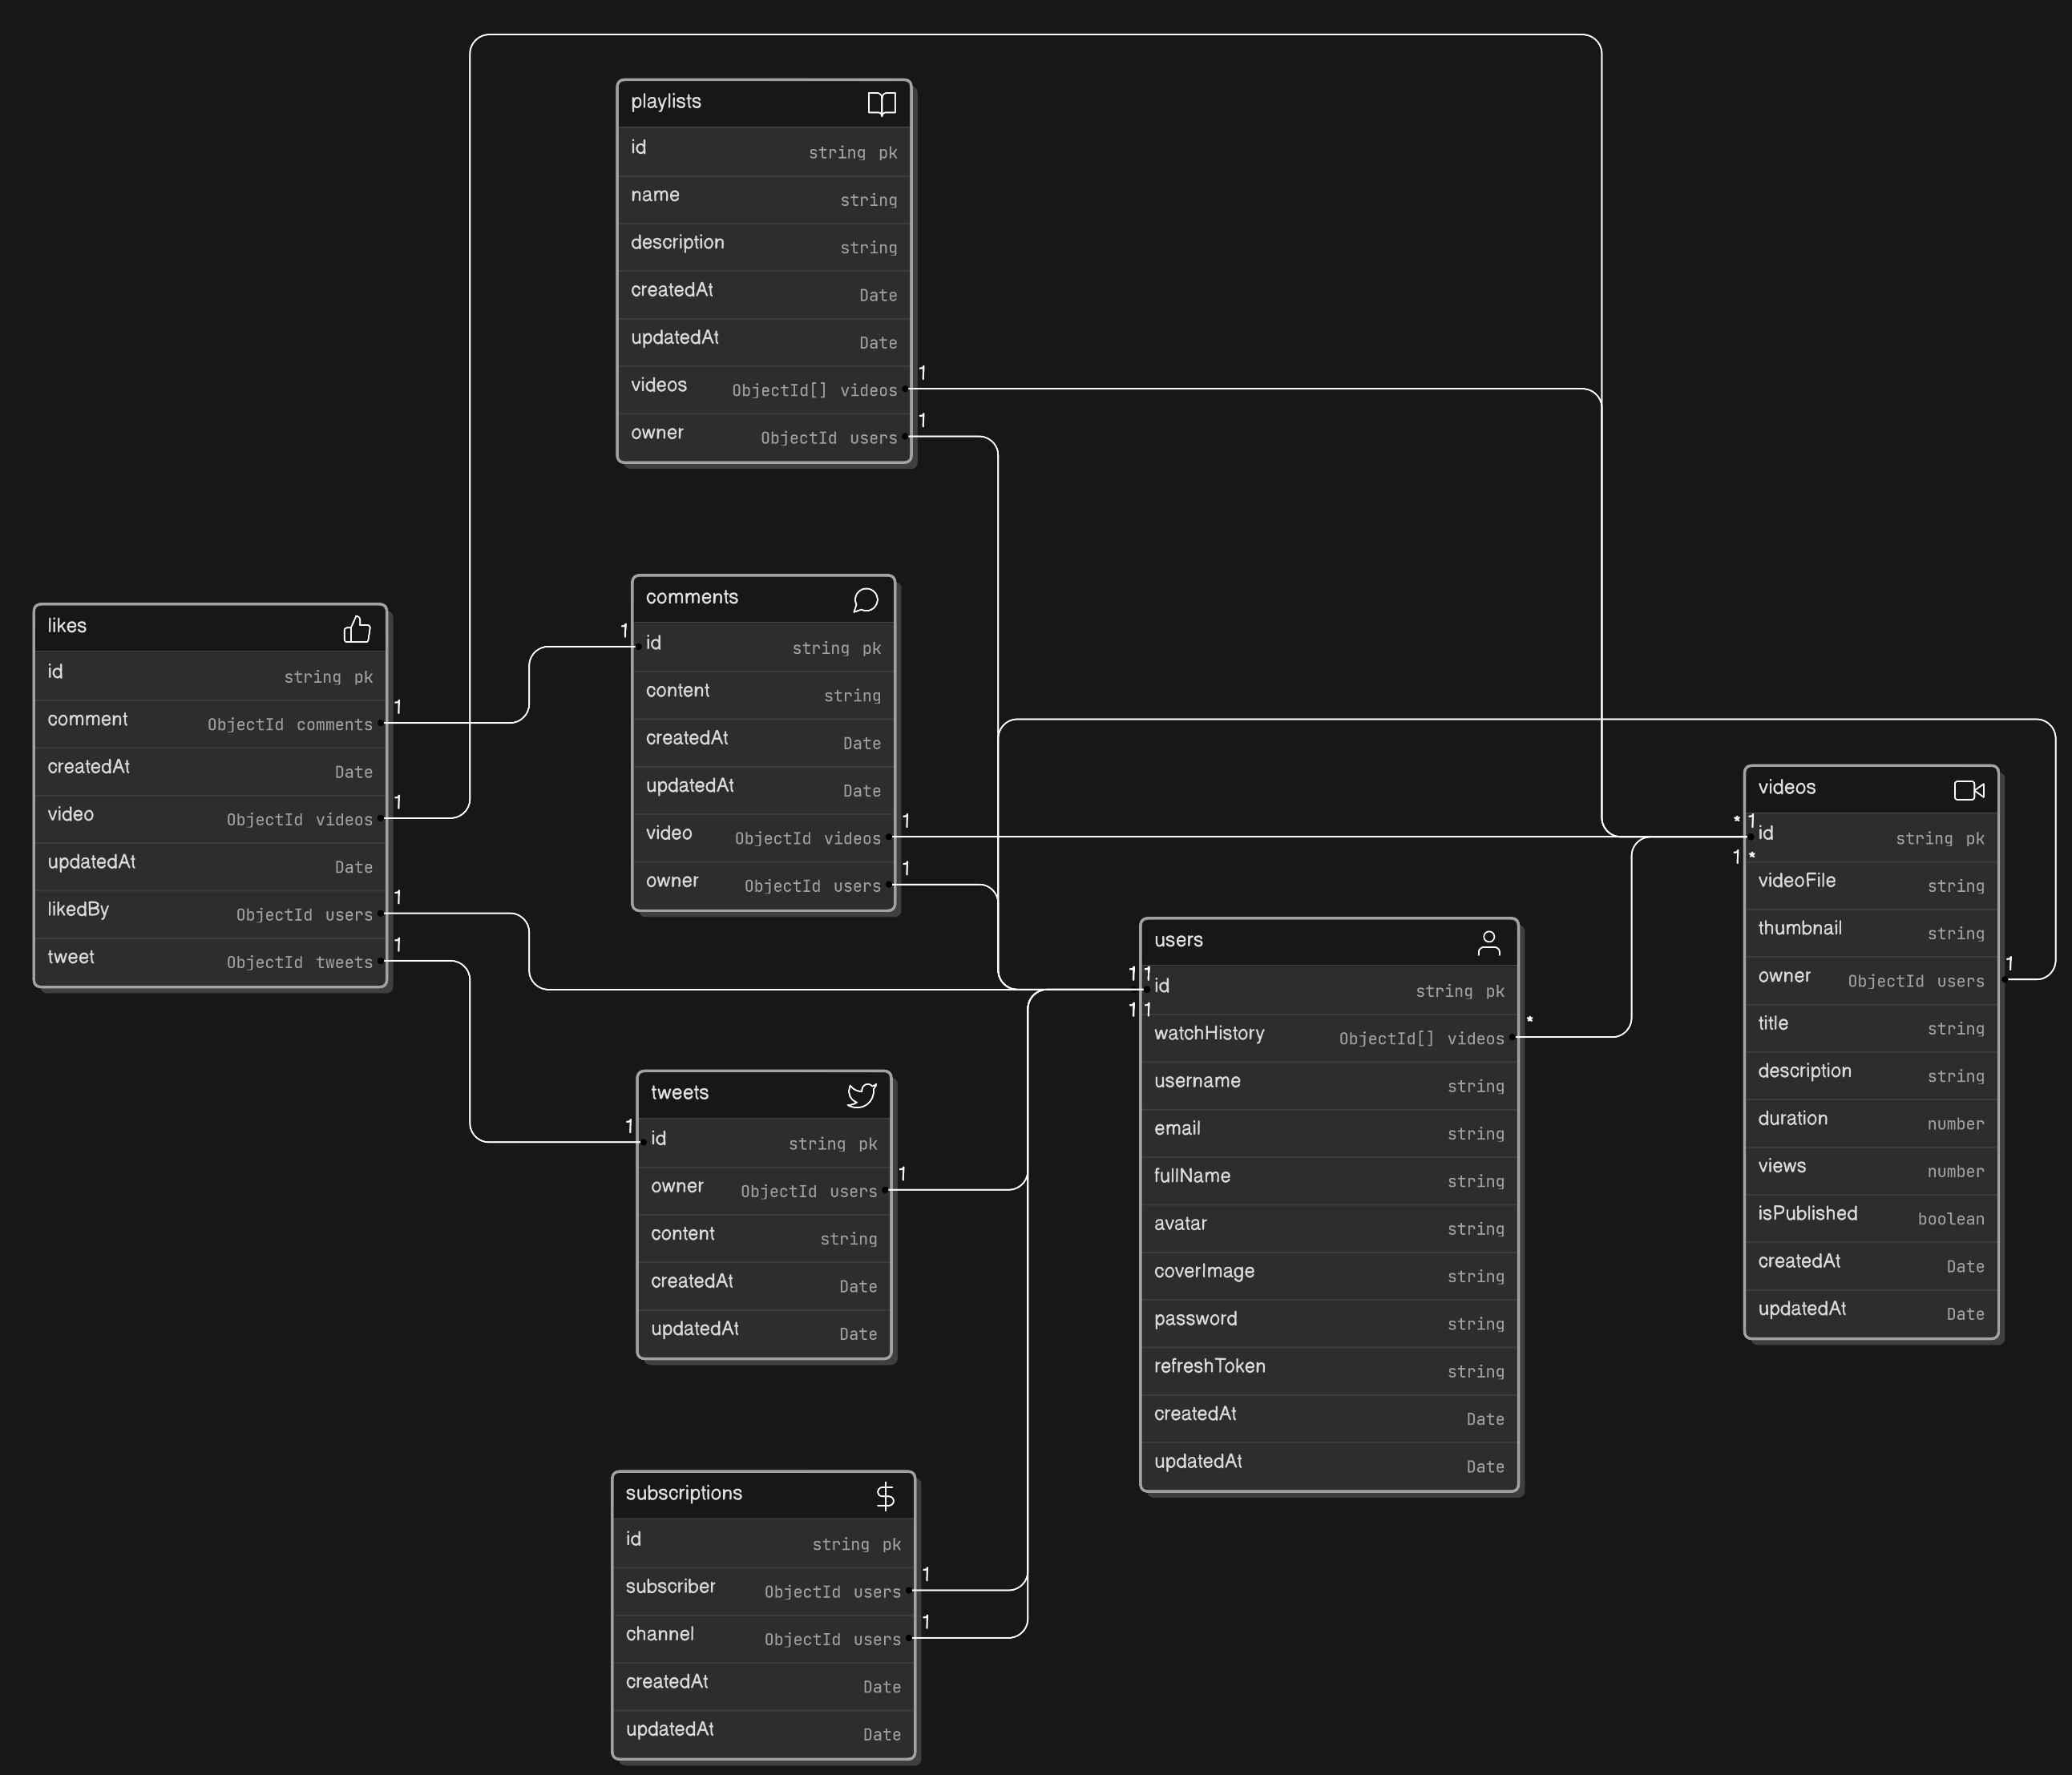 playlists
id string pk
name string
description string
createdAt Date
updatedAt Date
videos ObjectId[] videos 1
owner ObjectId users 1
likes
id string pk
comment ObjectId comments 1
createdAt Date
video ObjectId videos 1
updatedAt Date
likedBy ObjectId users 1
tweet ObjectId tweets 1
comments
1 id string pk
content string
createdAt Date
updatedAt Date
video ObjectId videos 1
owner ObjectId users 1
tweets
1 id string pk
owner ObjectId users 1
content string
createdAt Date
updatedAt Date
subscriptions
id string pk
subscriber ObjectId users 1
channel ObjectId users 1
createdAt Date
updatedAt Date
users
1 1
id string pk
1 1
watchHistory ObjectId[] videos *
username string
email string
fullName string
avatar string
coverImage string
password string
refreshToken string
createdAt Date
updatedAt Date
videos
* 1
id string pk
1 *
videoFile string
thumbnail string
owner ObjectId users 1
title string
description string
duration number
views number
isPublished boolean
createdAt Date
updatedAt Date